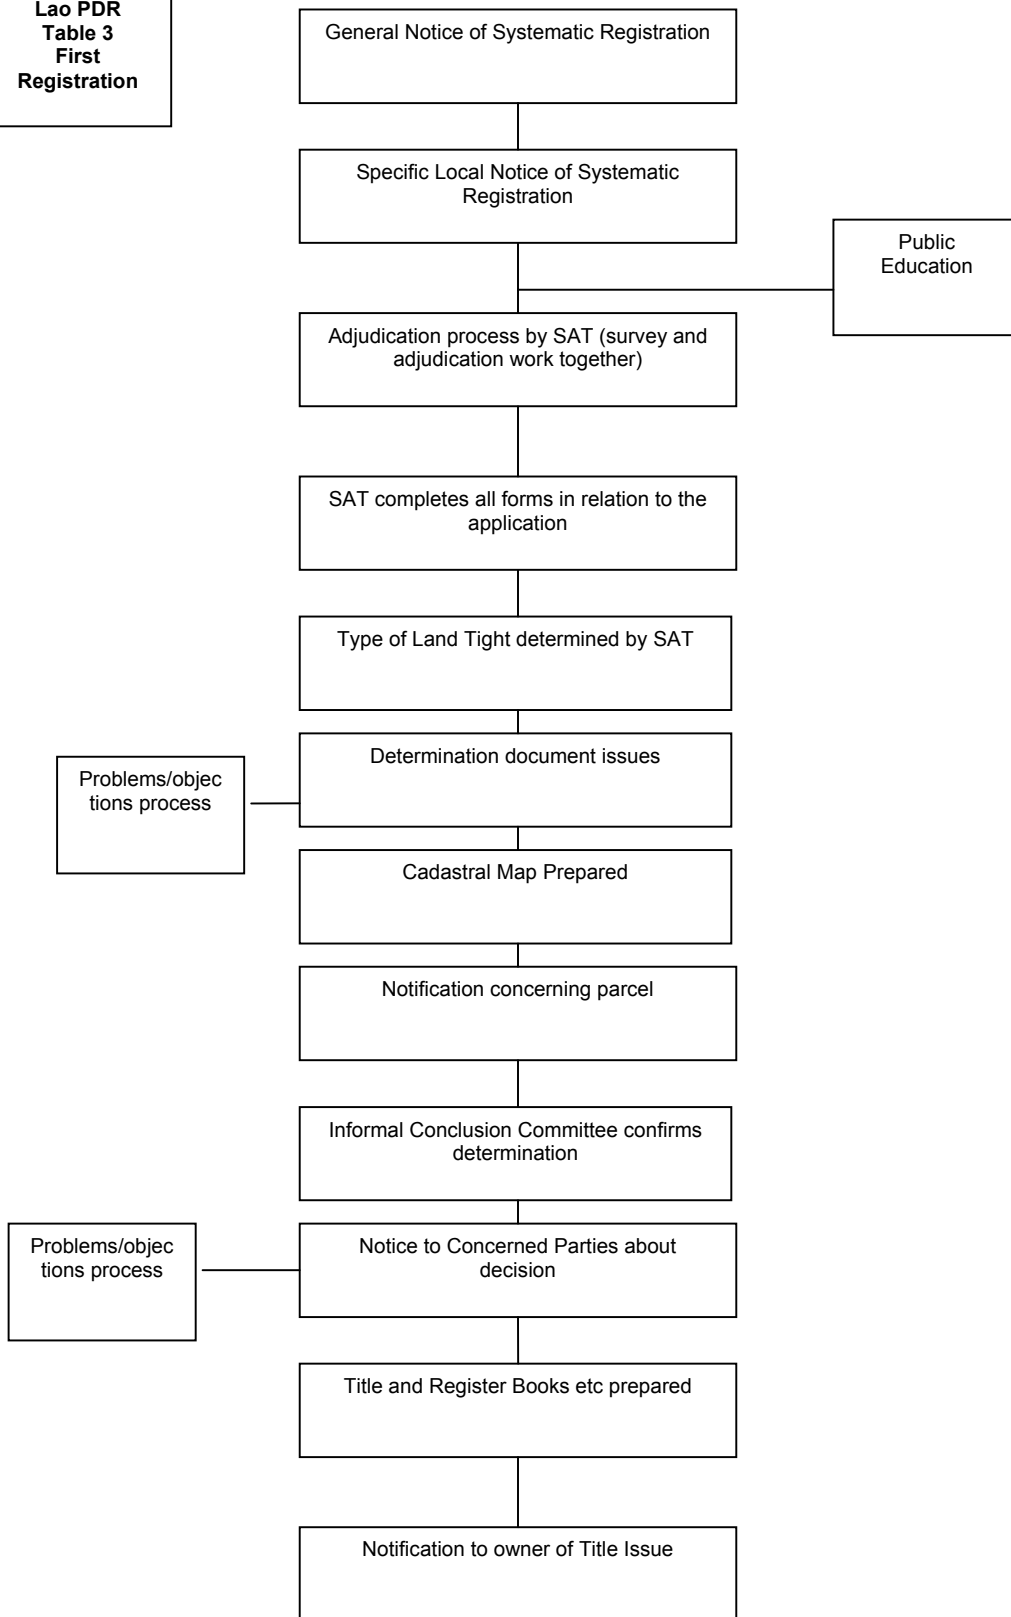 Lao PDR
Table 3
First
Registration
General Notice of Systematic Registration
Specific Local Notice of Systematic
Registration
Public
Education
Adjudication process by SAT (survey and
adjudication work together)
SAT completes all forms in relation to the
application
Type of Land Tight determined by SAT
Determination document issues
Problems/objec
tions process
Cadastral Map Prepared
Notification concerning parcel
Informal Conclusion Committee confirms
determination
Problems/objec
tions process
Notice to Concerned Parties about
decision
Title and Register Books etc prepared
Notification to owner of Title Issue